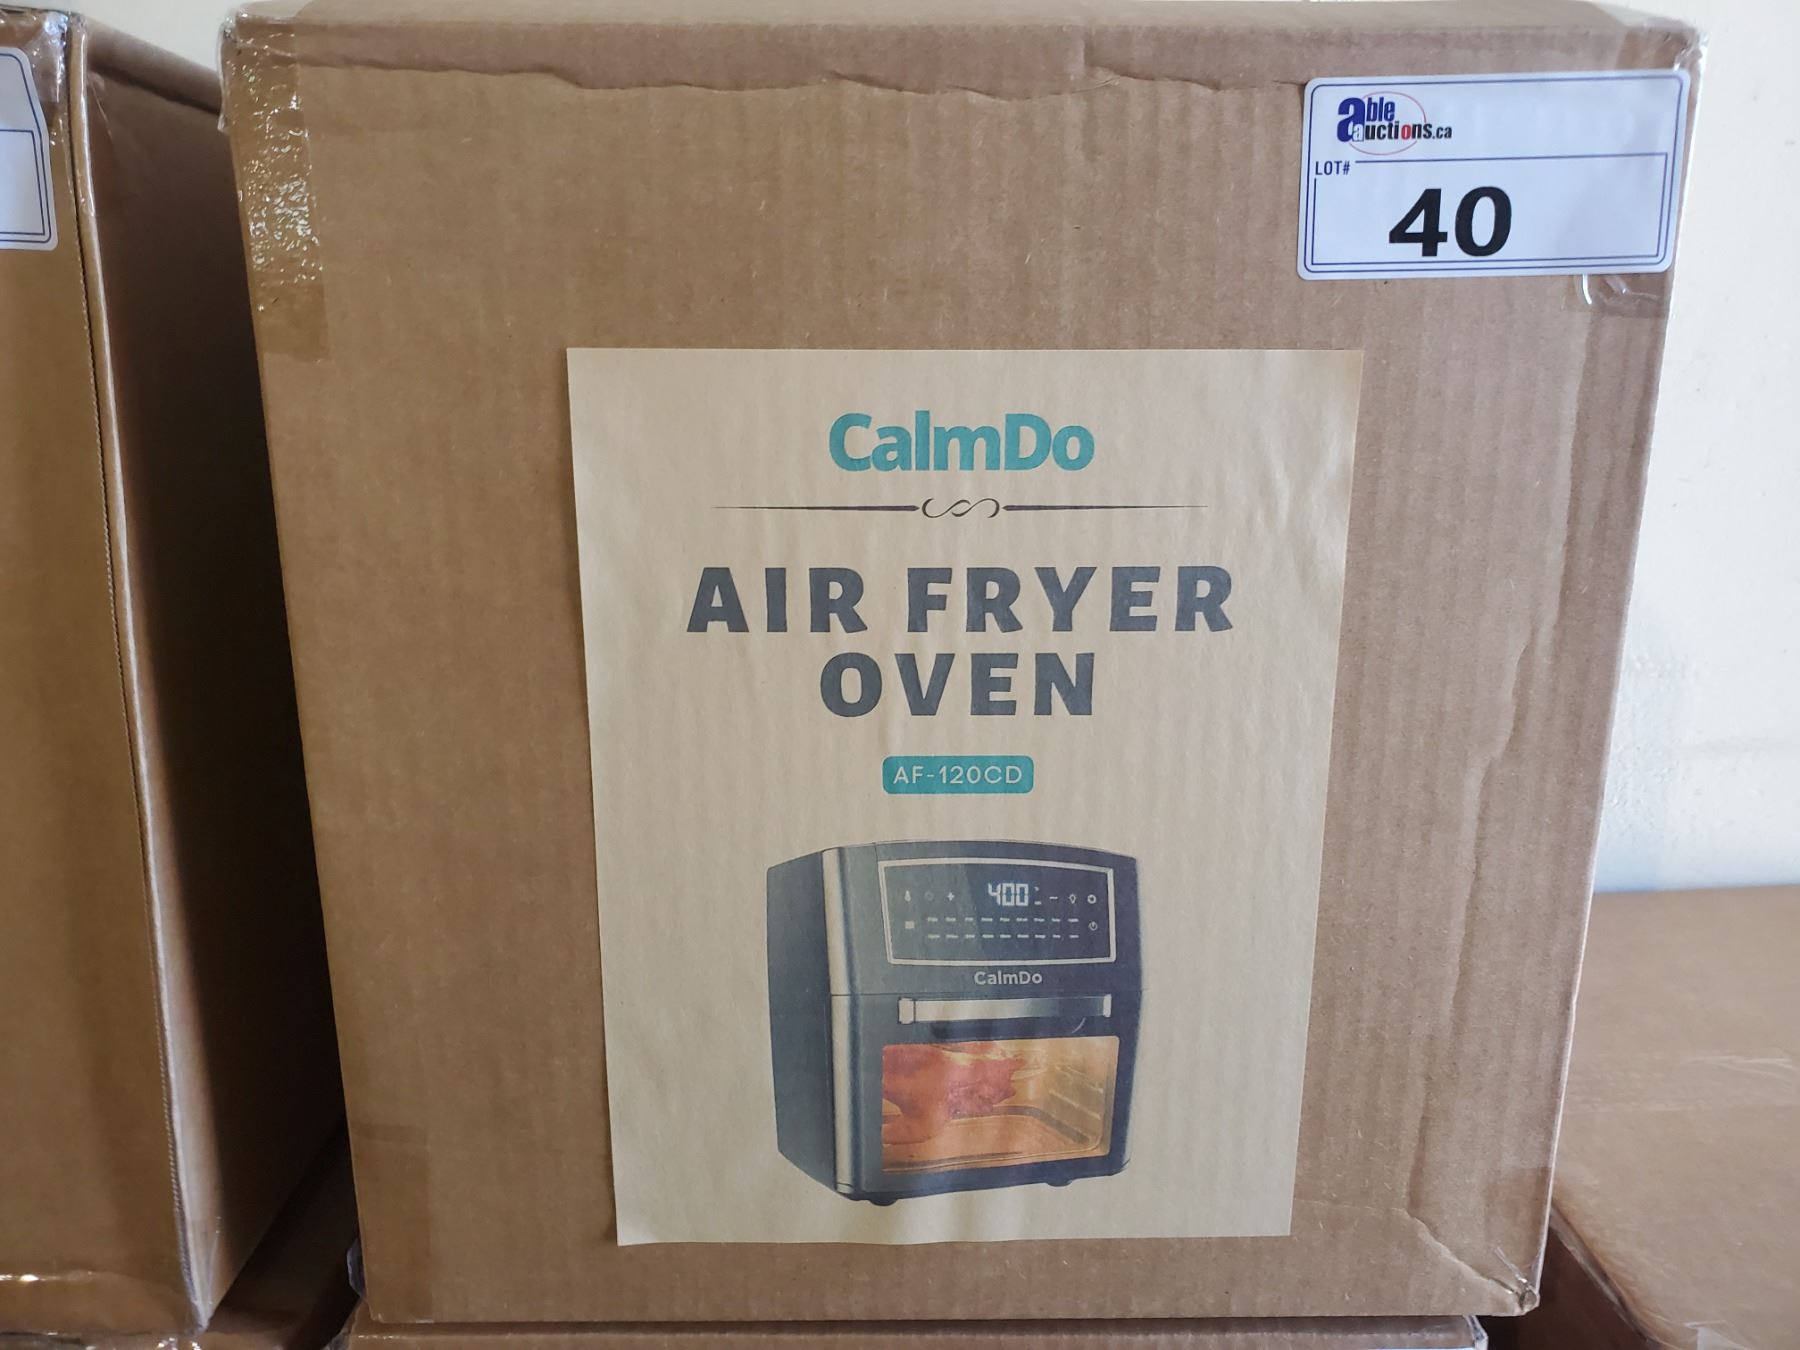 able
auctions.ca
LOT#
40
CalmDo
AIR FRYER
OVEN
AF-120CD
400
CalmDo